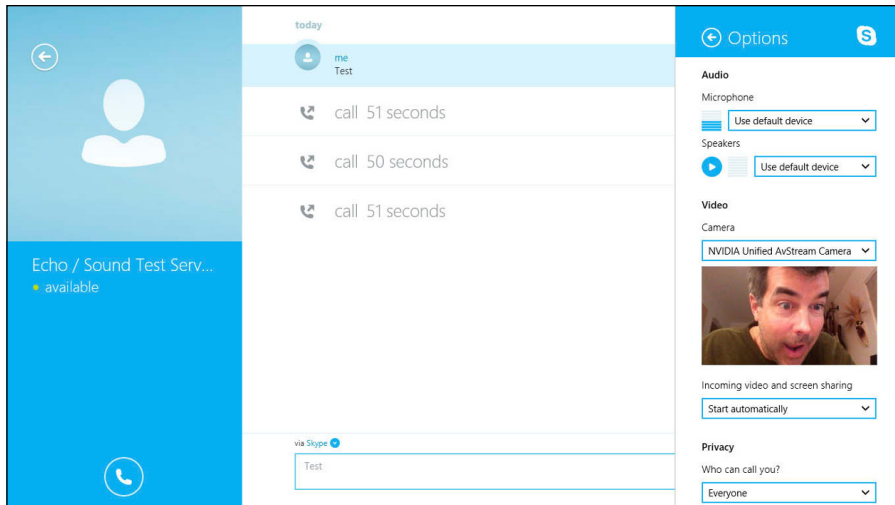 Echo / Sound Test Serv...
available
today
me
Test
call 51 seconds
call 50 seconds
call 51 seconds
via Skype
Test
Options
S
Audio
Microphone
Use default device
Speakers
Use default device
Video
Camera
NVIDIA Unified AvStream Camera
Incoming video and screen sharing
Start automatically
Privacy
Who can call you?
Everyone